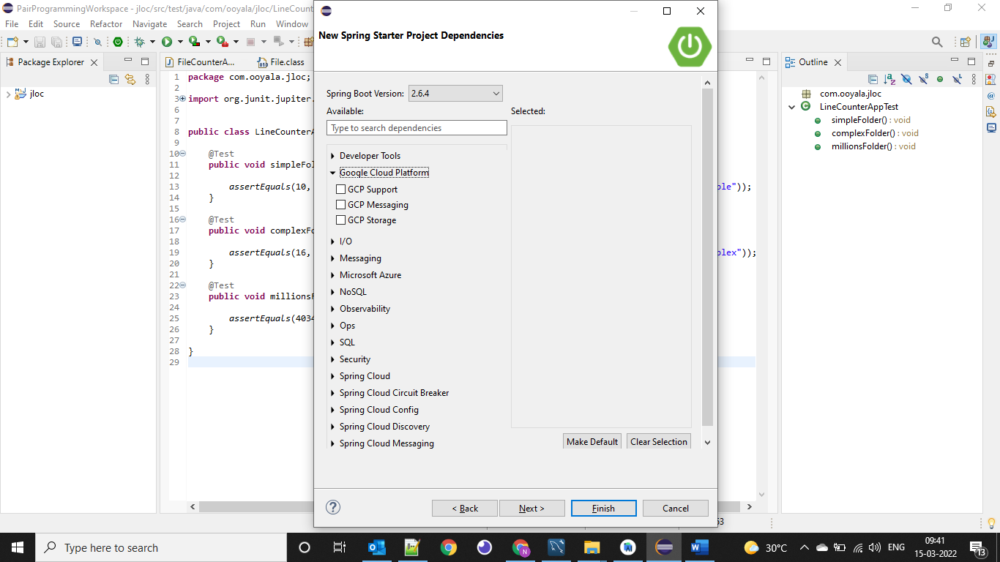 PairProgrammingWorkspace - jloc/src/test/java/com/ooyala/jloc/LineCount
File Edit Source Refactor Navigate Search Project Run Window
Package Explorer
jloc
FileCounterA...
File.class
1 package com.ooyala.jloc;
2
3 import org.junit.jupiter.
6
7
8 public class LineCounterA
9
10 @Test
11 public void simpleFol
12
13 assertEquals(10, ple"));
14 }
15
16 @Test
17 public void complexFo
18
19 assertEquals(16, plex"));
20 }
21
22 @Test
23 public void millionsF
24
25 assertEquals(4034
26 }
27
28 }
29
New Spring Starter Project Dependencies
Spring Boot Version: 2.6.4
Available:
Selected:
Type to search dependencies
Developer Tools
Google Cloud Platform
GCP Support
GCP Messaging
GCP Storage
I/O
Messaging
Microsoft Azure
NoSQL
Observability
Ops
SQL
Security
Spring Cloud
Spring Cloud Circuit Breaker
Spring Cloud Config
Spring Cloud Discovery
Spring Cloud Messaging
Make Default
Clear Selection
? < Back Next > Finish Cancel
Outline
com.ooyala.jloc
LineCounterAppTest
simpleFolder() : void
complexFolder() : void
millionsFolder() : void
Type here to search
30°C
ENG
09:41
15-03-2022
13